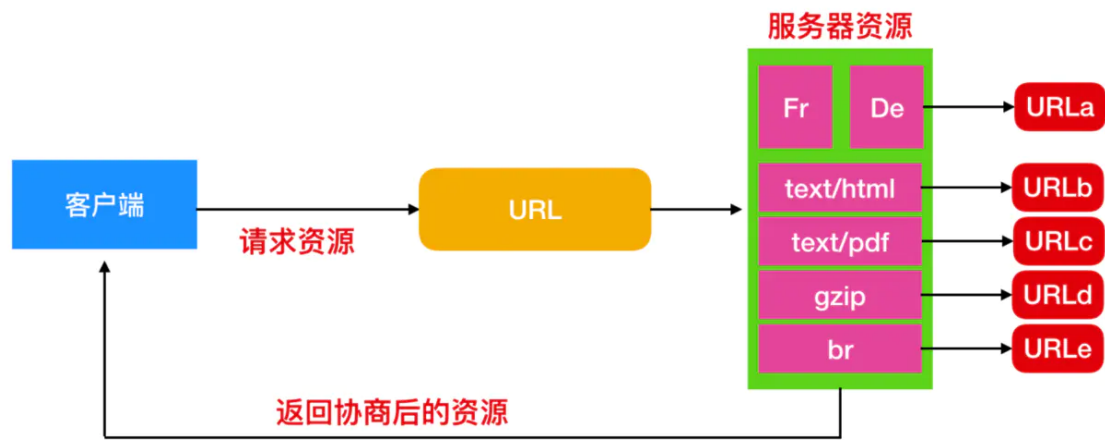 服务器资源
Fr De URLa
客户端 URL text/html URLb
请求资源 text/pdf URLc
gzip URLd
br URLe
返回协商后的资源